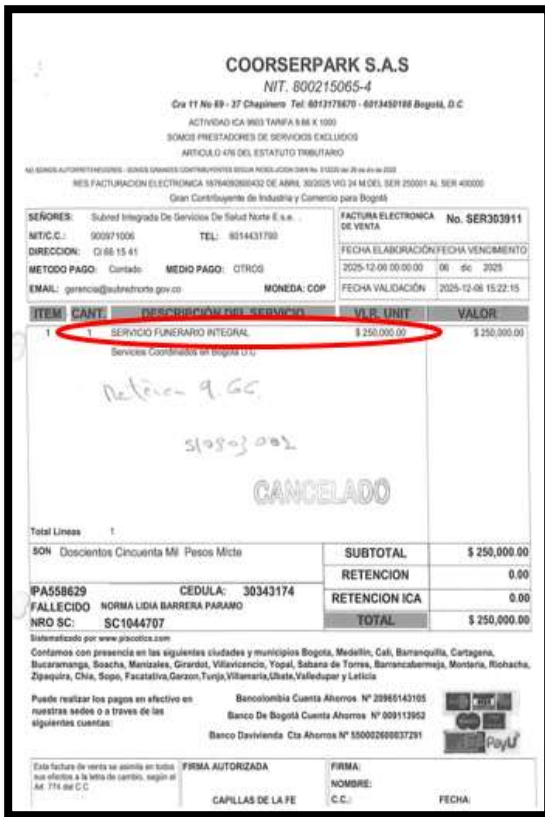 COORSERPARK S.A.S
NIT. 800215065-4
Cra 11 No 69 - 37 Chapinero Tel: 6013175670 - 6013450188 Bogotá, D.C
ACTIVIDAD ICA 9603 TARIFA 9.66 X 1000
SOMOS PRESTADORES DE SERVICIOS EXCLUIDOS
ARTICULO 476 DEL ESTATUTO TRIBUTARIO
RES FACTURACION ELECTRONICA 18764092600432 DE ABRIL 30/2025 VIG 24 M DEL SER 250001 AL SER 400000
Gran Contribuyente de Industria y Comercio para Bogotá
SEÑORES: Subred Integrada De Servicios De Salud Norte E s.e. .
FACTURA ELECTRONICA DE VENTA No. SER303911
NIT/C.C.: 900971006 TEL: 6014431790
DIRECCION: Cl 66 15 41
FECHA ELABORACIÓN FECHA VENCIMIENTO
METODO PAGO: Contado MEDIO PAGO: OTROS
2025-12-06 00:00:00 06 dic 2025
EMAIL: gerencia@subrednorte.gov.co MONEDA: COP
FECHA VALIDACIÓN 2025-12-06 15:22:15
ITEM CANT. DESCRIPCIÓN DEL SERVICIO VLR. UNIT VALOR
1 1 SERVICIO FUNERARIO INTEGRAL $ 250,000.00 $ 250,000.00
Servicios Coordinados en Bogota D.C
9.66
CANCELADO
Total Lineas 1
SON Doscientos Cincuenta Mil Pesos M/cte
SUBTOTAL $ 250,000.00
RETENCION 0.00
IPA558629 CEDULA: 30343174
RETENCION ICA 0.00
FALLECIDO NORMA LIDIA BARRERA PARAMO
NRO SC: SC1044707
TOTAL $ 250,000.00
Sistematizado por www.piscotics.com
Contamos con presencia en las siguientes ciudades y municipios Bogota, Medellin, Cali, Barranquilla, Cartagena,
Bucaramanga, Soacha, Manizales, Girardot, Villavicencio, Yopal, Sabana de Torres, Barrancabermeja, Monteria, Riohacha,
Zipaquira, Chia, Sopo, Facatativa,Garzon,Tunja,Villamaria,Ubate,Valledupar y Leticia
Puede realizar los pagos en efectivo en
nuestras sedes o a traves de las
siguientes cuentas:
Bancolombia Cuenta Ahorros Nº 20965143105
Banco De Bogotá Cuenta Ahorros Nº 009113952
Banco Davivienda Cta Ahorros Nº 550002600037291
PayU
Esta factura de venta se asimila en todos
sus efectos a la letra de cambio, según el
Art. 774 del C.C
FIRMA AUTORIZADA
CAPILLAS DE LA FE
FIRMA:
NOMBRE:
C.C.: FECHA: